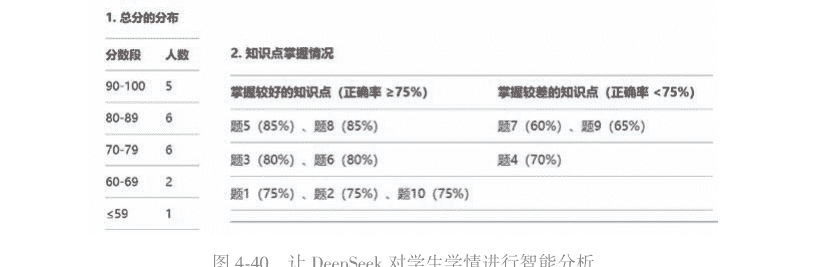 1. 总分的分布
分数段 人数
90-100 5
80-89 6
70-79 6
60-69 2
≤59 1
2. 知识点掌握情况
掌握较好的知识点（正确率 ≥75%） 掌握较差的知识点（正确率 <75%）
题5（85%）、题8（85%） 题7（60%）、题9（65%）
题3（80%）、题6（80%） 题4（70%）
题1（75%）、题2（75%）、题10（75%）
图 4-40 让 DeepSeek 对学生学情进行智能分析